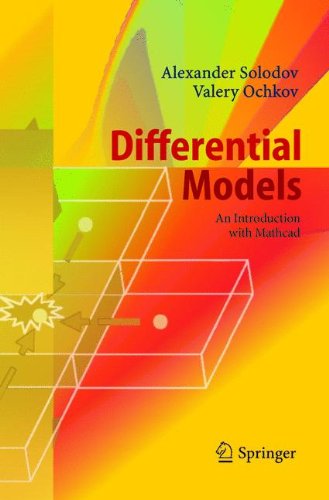 Alexander Solodov
Valery Ochkov
Differential
Models
An Introduction
with Mathcad
Springer